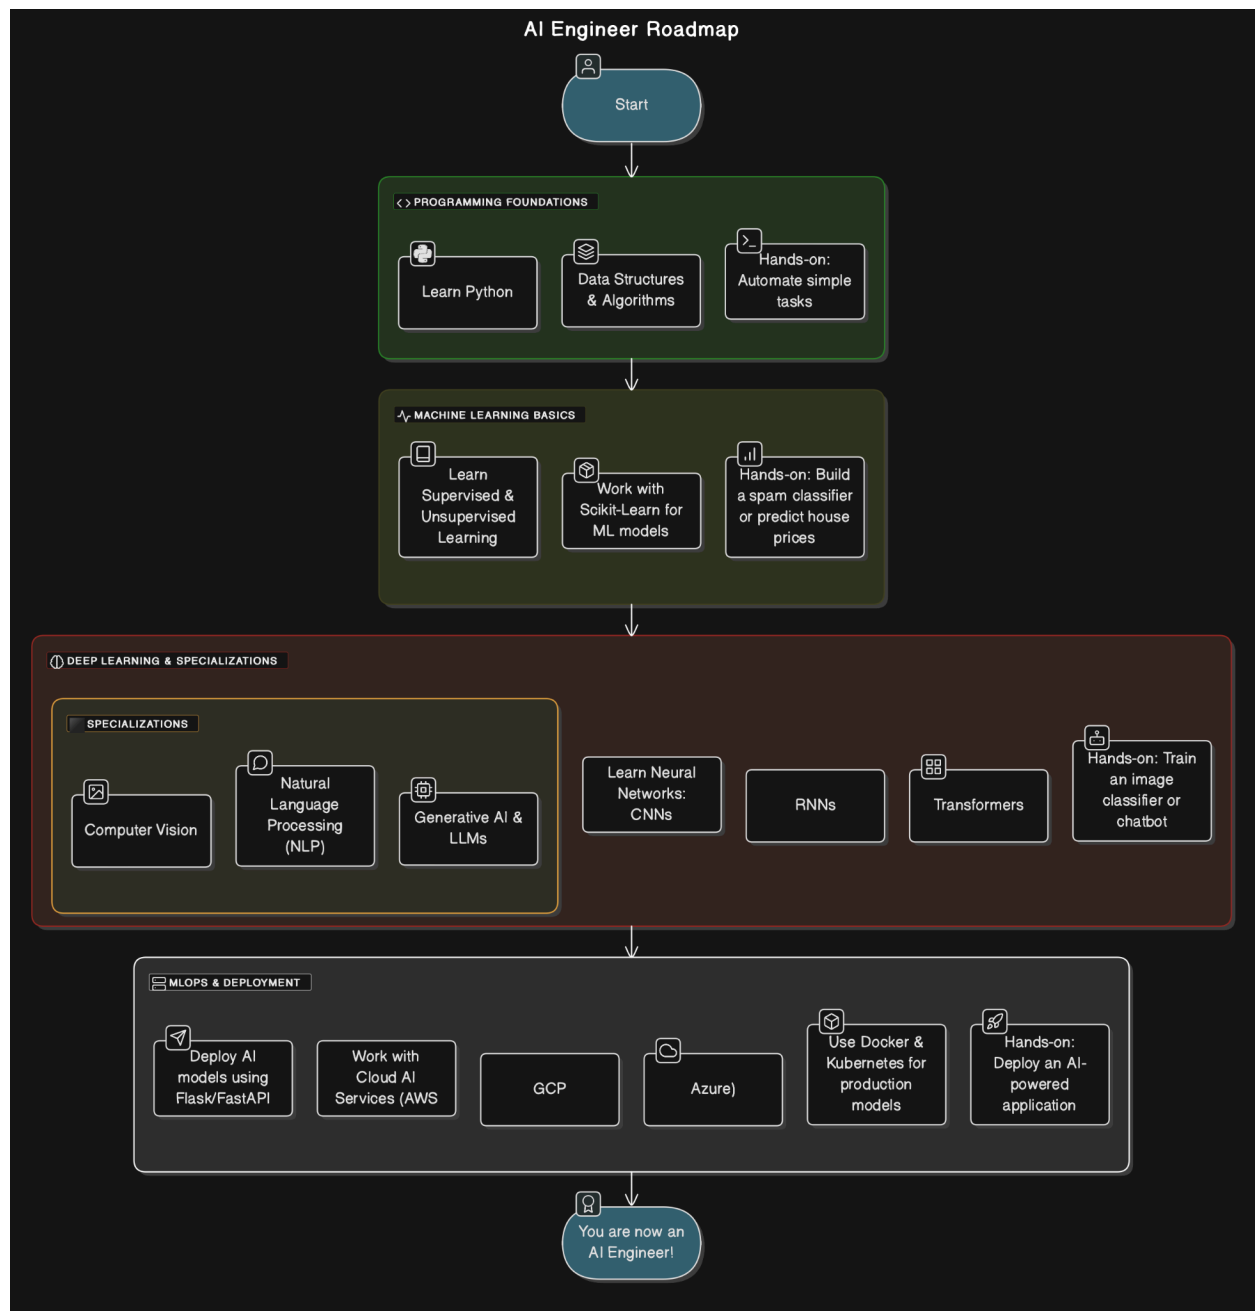 AI Engineer Roadmap
Start
PROGRAMMING FOUNDATIONS
Learn Python
Data Structures
& Algorithms
Hands-on:
Automate simple
tasks
MACHINE LEARNING BASICS
Learn
Supervised &
Unsupervised
Learning
Work with
Scikit-Learn for
ML models
Hands-on: Build
a spam classifier
or predict house
prices
DEEP LEARNING & SPECIALIZATIONS
SPECIALIZATIONS
Computer Vision
Natural
Language
Processing
(NLP)
Generative AI &
LLMs
Learn Neural
Networks:
CNNs
RNNs
Transformers
Hands-on: Train
an image
classifier or
chatbot
MLOPS & DEPLOYMENT
Deploy AI
models using
Flask/FastAPI
Work with
Cloud AI
Services (AWS
GCP
Azure)
Use Docker &
Kubernetes for
production
models
Hands-on:
Deploy an AI-
powered
application
You are now an
AI Engineer!